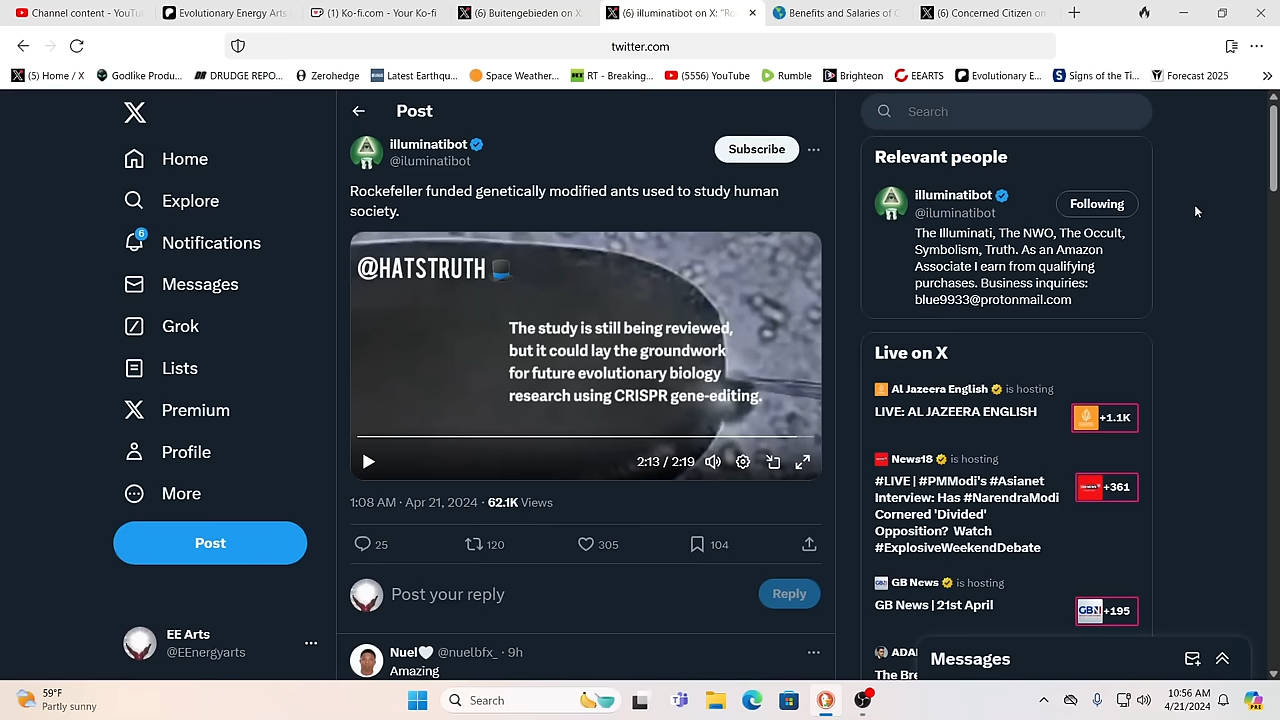 Channel content - YouTu
Evolutionary Energy Arts
Ko-fi.com - Your Ko-fi
(6) Buitengebieden on X
(6) illuminatibot on X: "Ro
Benefits and Samples of C
(6) Concerned Citizen o
twitter.com
(5) Home / X
Godlike Produ...
DRUDGE REPO...
Zerohedge
Latest Earthqu...
Space Weather...
RT - Breaking...
(5556) YouTube
Rumble
Brighteon
EEARTS
Evolutionary E...
Signs of the Ti...
Forecast 2025
Home
Explore
6
Notifications
Messages
Grok
Lists
Premium
Profile
More
Post
EE Arts
@EEnergyarts
Post
illuminatibot
@iluminatibot
Subscribe
Rockefeller funded genetically modified ants used to study human
society.
@HATSTRUTH
The study is still being reviewed,
but it could lay the groundwork
for future evolutionary biology
research using CRISPR gene-editing.
2:13 / 2:19
1:08 AM · Apr 21, 2024 · 62.1K Views
25
120
305
104
Post your reply
Reply
Nuel @nuelbfx_ · 9h
Amazing
Search
Relevant people
illuminatibot
@iluminatibot
Following
The Illuminati, The NWO, The Occult,
Symbolism, Truth. As an Amazon
Associate I earn from qualifying
purchases. Business inquiries:
blue9933@protonmail.com
Live on X
Al Jazeera English is hosting
LIVE: AL JAZEERA ENGLISH
+1.1K
News18 is hosting
#LIVE | #PMModi's #Asianet
Interview: Has #NarendraModi
Cornered 'Divided'
Opposition? Watch
#ExplosiveWeekendDebate
+361
GB News is hosting
GB News | 21st April
+195
ADA
The Bre
Messages
59°F
Partly sunny
Search
10:56 AM
4/21/2024